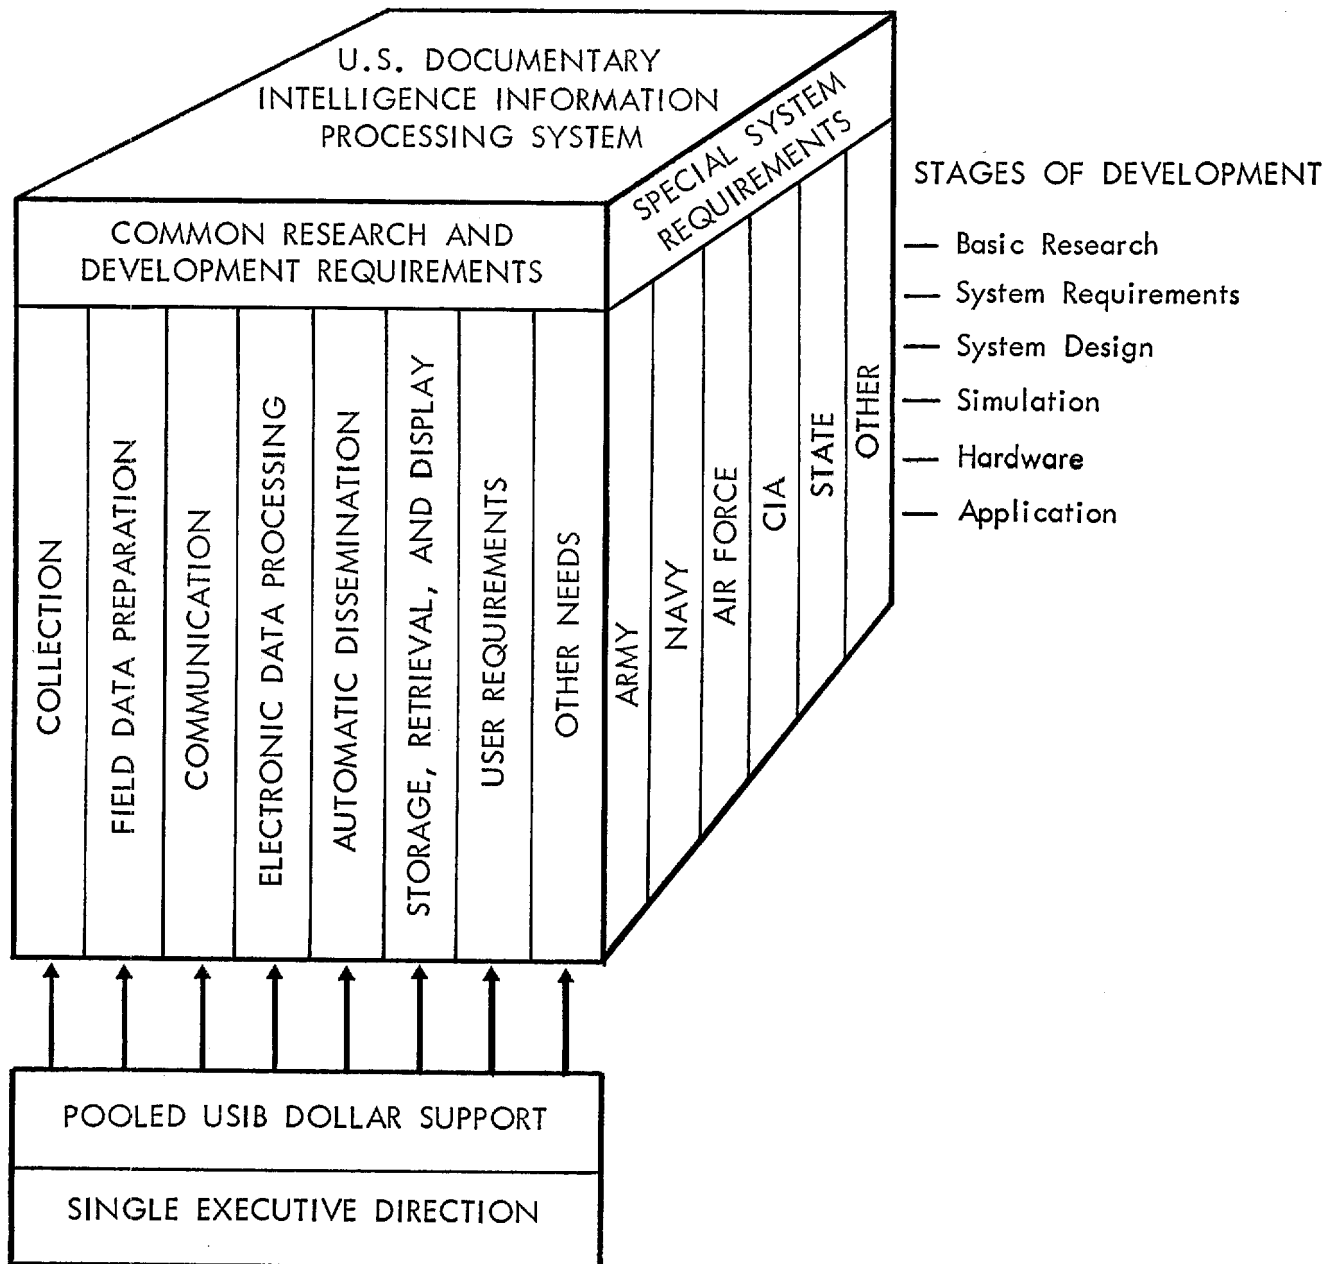 U.S. DOCUMENTARY
INTELLIGENCE INFORMATION
PROCESSING SYSTEM
SPECIAL SYSTEM
REQUIREMENTS
COMMON RESEARCH AND
DEVELOPMENT REQUIREMENTS
COLLECTION
FIELD DATA PREPARATION
COMMUNICATION
ELECTRONIC DATA PROCESSING
AUTOMATIC DISSEMINATION
STORAGE, RETRIEVAL, AND DISPLAY
USER REQUIREMENTS
OTHER NEEDS
ARMY
NAVY
AIR FORCE
CIA
STATE
OTHER
STAGES OF DEVELOPMENT
— Basic Research
— System Requirements
— System Design
— Simulation
— Hardware
— Application
POOLED USIB DOLLAR SUPPORT
SINGLE EXECUTIVE DIRECTION